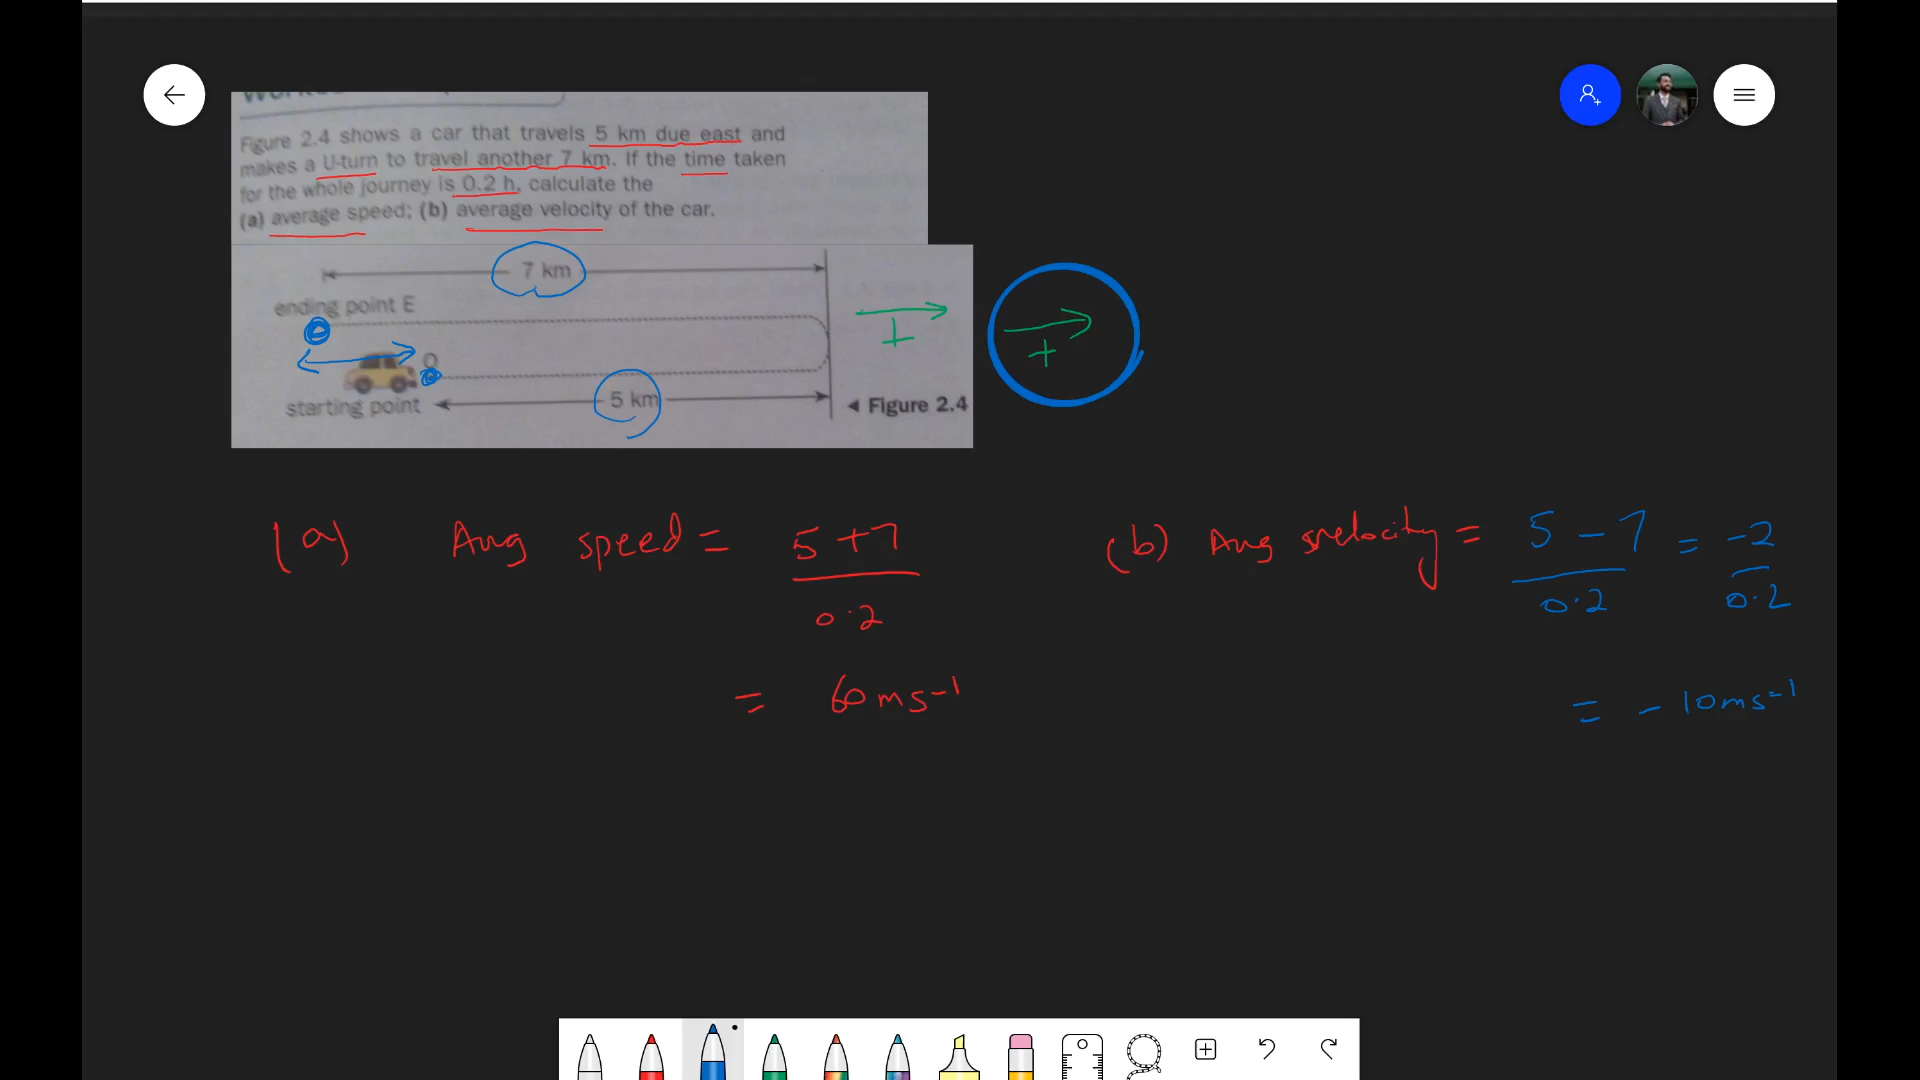 Figure 2.4 shows a car that travels 5 km due east and
makes a U-turn to travel another 7 km. If the time taken
for the whole journey is 0.2 h, calculate the
(a) average speed; (b) average velocity of the car.
7 km
ending point E
O
starting point
5 km
◄ Figure 2.4
+
+
(a) Avg speed = 5 + 7
0.2
= 60 ms-1
(b) Avg velocity = 5 - 7 = -2
0.2 0.2
= - 10 ms-1